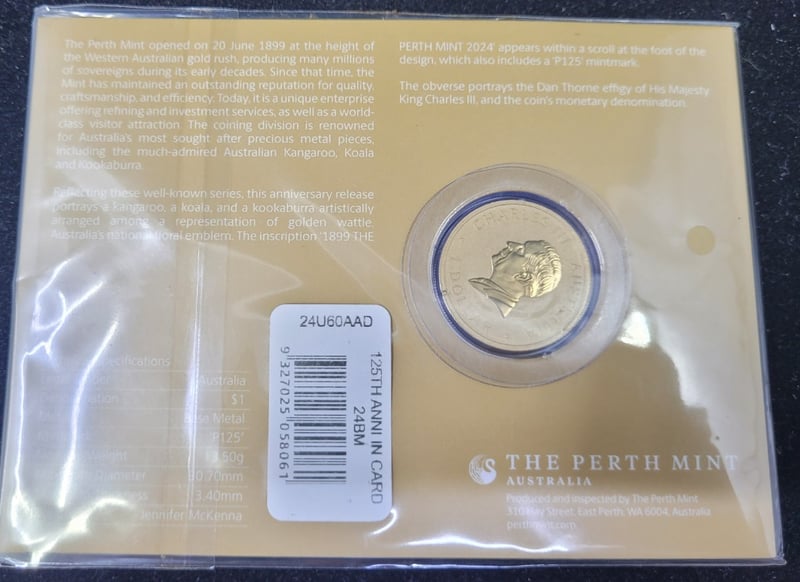 The Perth Mint opened on 20 June 1899 at the height of
the Western Australian gold rush, producing many millions
of sovereigns during its early decades. Since that time, the
Mint has maintained an outstanding reputation for quality,
craftsmanship, and efficiency. Today, it is a unique enterprise
offering refining and investment services, as well as a world-
class visitor attraction. The coining division is renowned
for Australia's most sought after precious metal pieces,
including the much-admired Australian Kangaroo, Koala
and Kookaburra.
Reflecting these well-known series, this anniversary release
portrays a kangaroo, a koala, and a kookaburra artistically
arranged among a representation of golden wattle,
Australia's national floral emblem. The inscription '1899 THE
PERTH MINT 2024' appears within a scroll at the foot of the
design, which also includes a 'P125' mintmark.
The obverse portrays the Dan Thorne effigy of His Majesty
King Charles III, and the coin's monetary denomination.
CHARLES III AUSTRALIA 1 DOLLAR
24U60AAD
125TH ANNI IN CARD
24BM
9 327025 058061
Specifications
Australia
$1
Base Metal
'P125'
Weight 13.50g
Diameter 30.70mm
3.40mm
Jennifer McKenna
THE PERTH MINT
AUSTRALIA
Produced and inspected by The Perth Mint
310 Hay Street, East Perth, WA 6004, Australia
perthmint.com